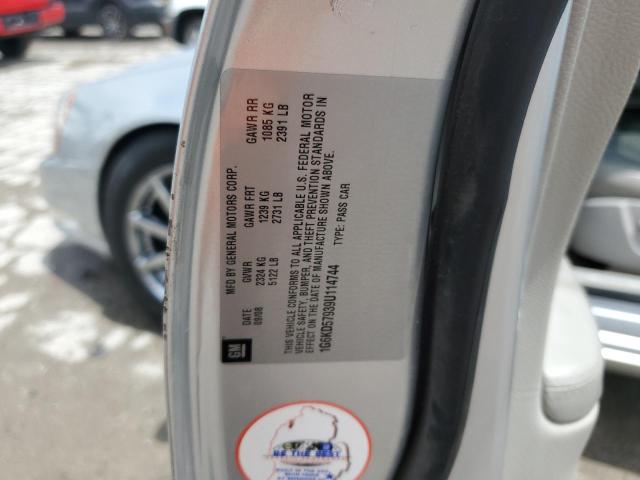 MFD BY GENERAL MOTORS CORP.
DATE GVWR GAWR FRT GAWR RR
09/08 2324 KG 1239 KG 1085 KG
5122 LB 2731 LB 2391 LB
THIS VEHICLE CONFORMS TO ALL APPLICABLE U.S. FEDERAL MOTOR
VEHICLE SAFETY, BUMPER, AND THEFT PREVENTION STANDARDS IN
EFFECT ON THE DATE OF MANUFACTURE SHOWN ABOVE.
1G6KD57939U114744 TYPE: PASS CAR
GM
THE BEST